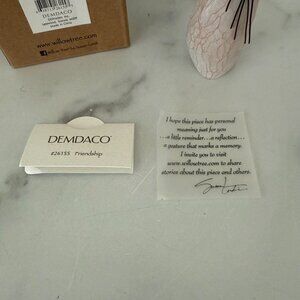 DEMDACO
www.willowtree.com
DEMDACO®
#26155 Friendship
I hope this piece has personal
meaning just for you
...a little reminder...a reflection...
a gesture that marks a memory.
I invite you to visit
www.willowtree.com to share
stories about this piece and others.